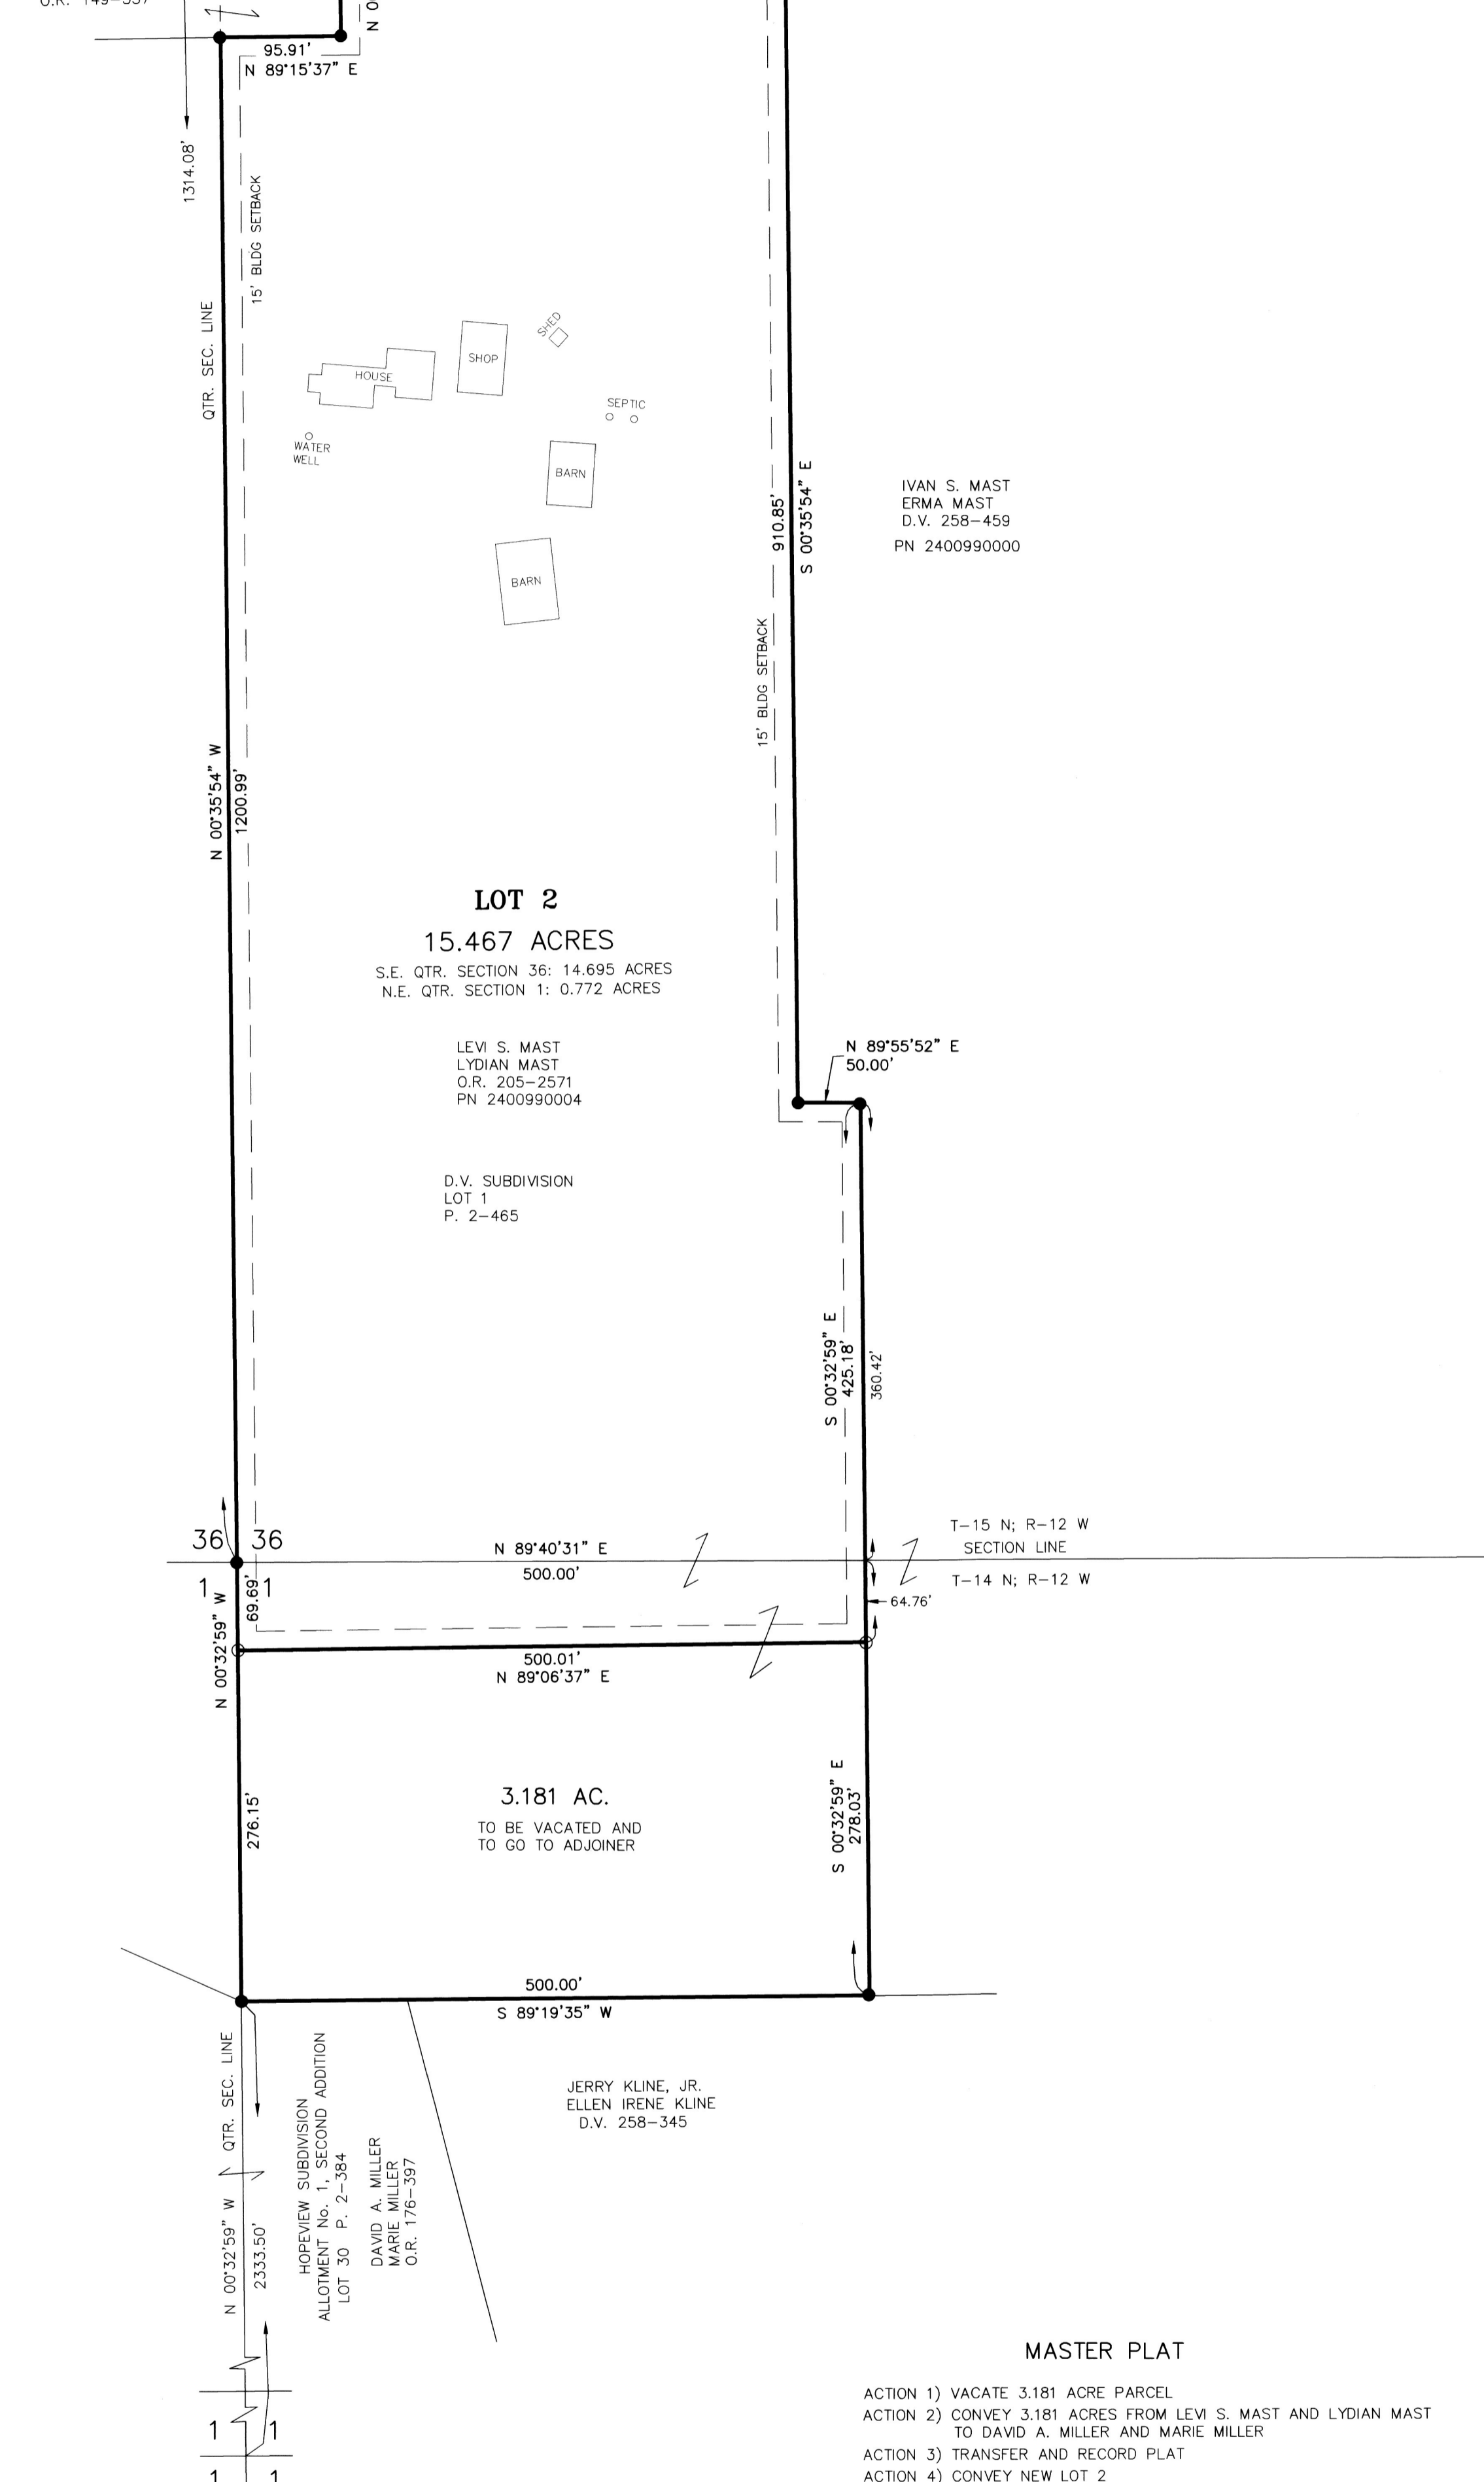 95.91'
N 89°15'37" E
1314.08'
15' BLDG SETBACK
QTR. SEC. LINE
SHED
SHOP
HOUSE
SEPTIC
WATER
WELL
BARN
BARN
910.85'
S 00°35'54" E
IVAN S. MAST
ERMA MAST
D.V. 258-459
PN 2400990000
15' BLDG SETBACK
N 00°35'54" W
1200.99'
LOT 2
15.467 ACRES
S.E. QTR. SECTION 36: 14.695 ACRES
N.E. QTR. SECTION 1: 0.772 ACRES
LEVI S. MAST
LYDIAN MAST
O.R. 205-2571
PN 2400990004
N 89°55'52" E
50.00'
D.V. SUBDIVISION
LOT 1
P. 2-465
S 00°32'59" E
425.18'
360.42'
36 36
N 89°40'31" E
500.00'
T-15 N; R-12 W
SECTION LINE
T-14 N; R-12 W
1 1
69.69'
N 00°32'59" W
64.76'
500.01'
N 89°06'37" E
3.181 AC.
TO BE VACATED AND
TO GO TO ADJOINER
276.15'
S 00°32'59" E
278.03'
500.00'
S 89°19'35" W
QTR. SEC. LINE
N 00°32'59" W
2333.50'
HOPEVIEW SUBDIVISION
ALLOTMENT No. 1, SECOND ADDITION
LOT 30 P. 2-384
DAVID A. MILLER
MARIE MILLER
O.R. 176-397
JERRY KLINE, JR.
ELLEN IRENE KLINE
D.V. 258-345
MASTER PLAT
ACTION 1) VACATE 3.181 ACRE PARCEL
ACTION 2) CONVEY 3.181 ACRES FROM LEVI S. MAST AND LYDIAN MAST
TO DAVID A. MILLER AND MARIE MILLER
ACTION 3) TRANSFER AND RECORD PLAT
ACTION 4) CONVEY NEW LOT 2
1 1
1 1